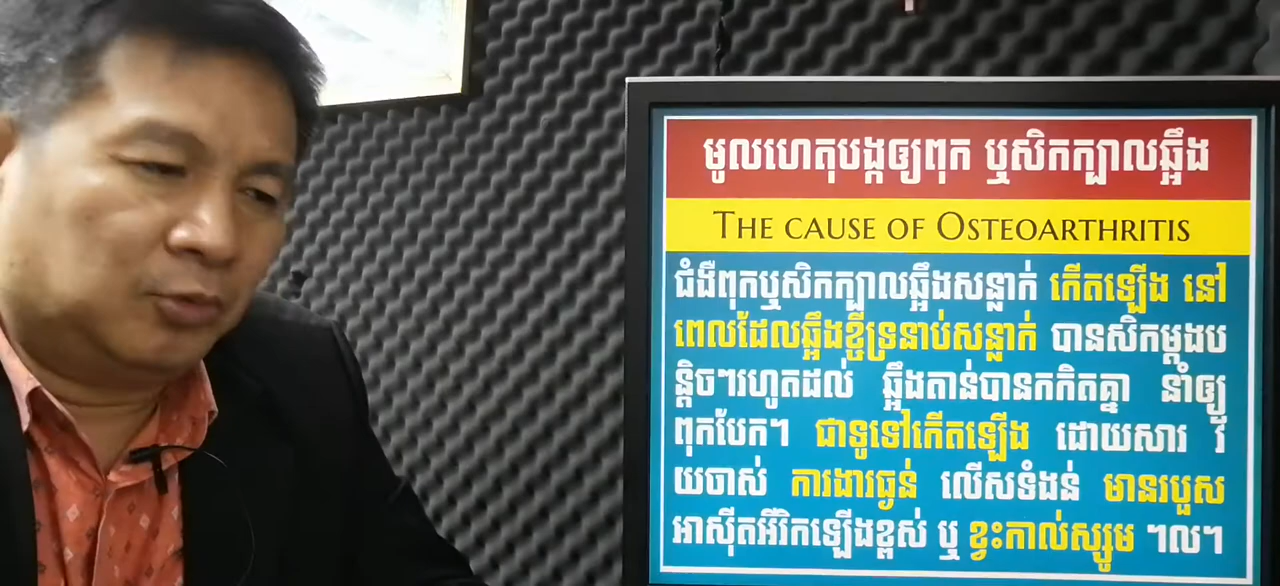 មូលហេតុបង្កឲ្យពុក ឬសិកក្បាលឆ្អឹង
THE CAUSE OF OSTEOARTHRITIS
ជំងឺពុកឬសិកក្បាលឆ្អឹងសន្លាក់ កើតឡើង នៅ
ពេលដែលឆ្អឹងខ្ចីទ្រនាប់សន្លាក់ បានសិកម្ដងប
ន្តិចៗរហូតដល់ ឆ្អឹងតាន់បានកកិតគ្នា នាំឲ្យ
ពុកបែក។ ជាទូទៅកើតឡើង ដោយសារ វ
យចាស់ ការងារធ្ងន់ លើសទំងន់ មានរបួស
អាស៊ីតអ៊ីរិកឡើងខ្ពស់ ឬ ខ្វះកាល់ស្យូម ។ល។